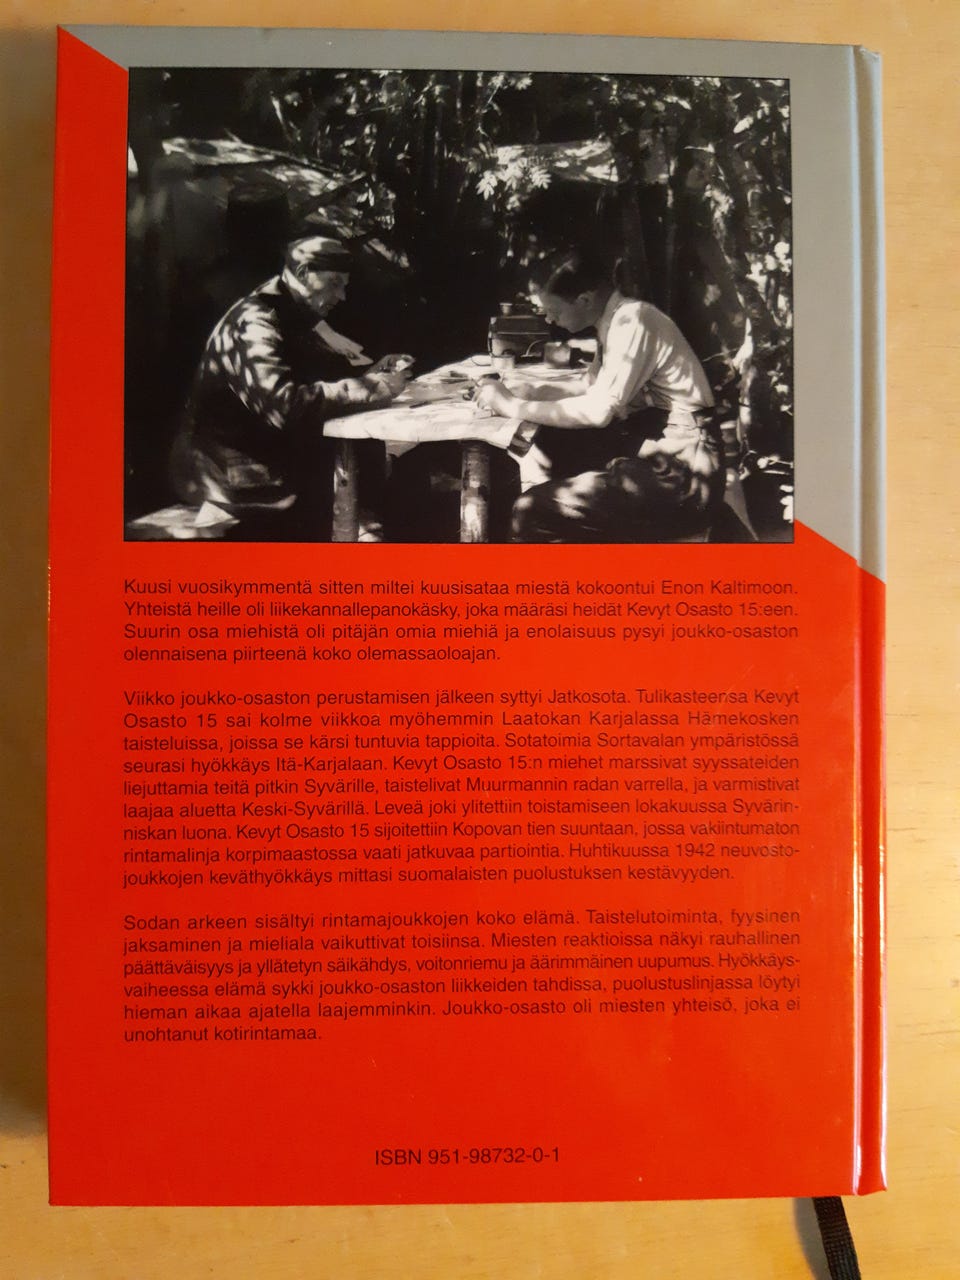 Kuusi vuosikymmentä sitten miltei kuusisataa miestä kokoontui Enon Kaltimoon.
Yhteistä heille oli liikekannallepanokäsky, joka määräsi heidät Kevyt Osasto 15:een.
Suurin osa miehistä oli pitäjän omia miehiä ja enolaisuus pysyi joukko-osaston
olennaisena piirteenä koko olemassaoloajan.
Viikko joukko-osaston perustamisen jälkeen syttyi Jatkosota. Tulikasteensa Kevyt
Osasto 15 sai kolme viikkoa myöhemmin Laatokan Karjalassa Hämekosken
taisteluissa, joissa se kärsi tuntuvia tappioita. Sotatoimia Sortavalan ympäristössä
seurasi hyökkäys Itä-Karjalaan. Kevyt Osasto 15:n miehet marssivat syyssateiden
liejuttamia teitä pitkin Syvärille, taistelivat Muurmannin radan varrella, ja varmistivat
laajaa aluetta Keski-Syvärillä. Leveä joki ylitettiin toistamiseen lokakuussa Syvärin-
niskan luona. Kevyt Osasto 15 sijoitettiin Kopovan tien suuntaan, jossa vakiintumaton
rintamalinja korpimaastossa vaati jatkuvaa partiointia. Huhtikuussa 1942 neuvosto-
joukkojen keväthyökkäys mittasi suomalaisten puolustuksen kestävyyden.
Sodan arkeen sisältyi rintamajoukkojen koko elämä. Taistelutoiminta, fyysinen
jaksaminen ja mieliala vaikuttivat toisiinsa. Miesten reaktioissa näkyi rauhallinen
päättäväisyys ja yllätetyn säikähdys, voitonriemu ja äärimmäinen uupumus. Hyökkäys-
vaiheessa elämä sykki joukko-osaston liikkeiden tahdissa, puolustuslinjassa löytyi
hieman aikaa ajatella laajemminkin. Joukko-osasto oli miesten yhteisö, joka ei
unohtanut kotirintamaa.
ISBN 951-98732-0-1